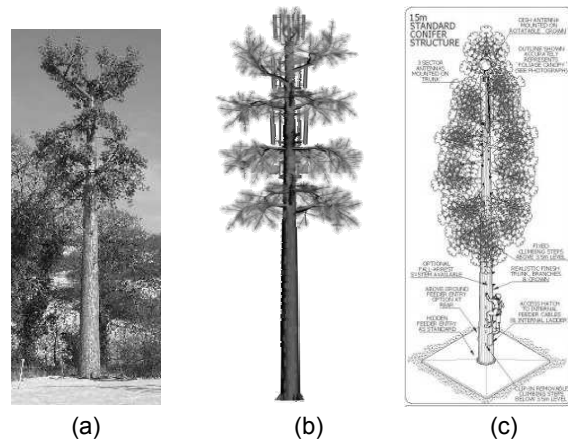 15m
STANDARD
CONIFER
STRUCTURE
DISH ANTENNA
MOUNTED ON
ROTATABLE CROWN
OUTLINE SHOWN
ACCURATELY
REPRESENTS
FOLIAGE CANOPY
(SEE PHOTOGRAPH)
3 SECTOR
ANTENNAS
MOUNTED ON
TRUNK
FIXED
CLIMBING STEPS
ABOVE 3.5M LEVEL
OPTIONAL
FALL-ARREST
SYSTEM AVAILABLE
REALISTIC FINISH
TRUNK, BRANCHES
& CROWN
ABOVE GROUND
FEEDER ENTRY
OPTION AT
REAR
ACCESS HATCH
TO INTERNAL
FEEDER CABLES
& INTERNAL LADDER
HIDDEN
FEEDER ENTRY
AS STANDARD
CLIP-IN REMOVABLE
CLIMBING STEPS
BELOW 3.5M LEVEL
(a)
(b)
(c)